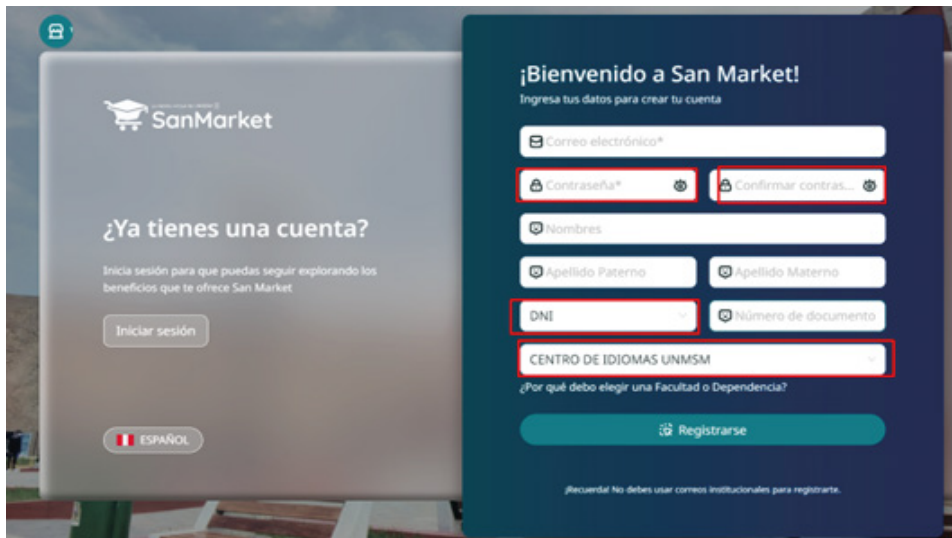 SanMarket
¿Ya tienes una cuenta?
Inicia sesión para que puedas seguir explorando los
beneficios que te ofrece San Market
Iniciar sesión
ESPAÑOL
¡Bienvenido a San Market!
Ingresa tus datos para crear tu cuenta
Correo electrónico*
Contraseña*
Confirmar contras...
Nombres
Apellido Paterno
Apellido Materno
DNI
Número de documento
CENTRO DE IDIOMAS UNMSM
¿Por qué debo elegir una Facultad o Dependencia?
Registrarse
¡Recuerda! No debes usar correos institucionales para registrarte.